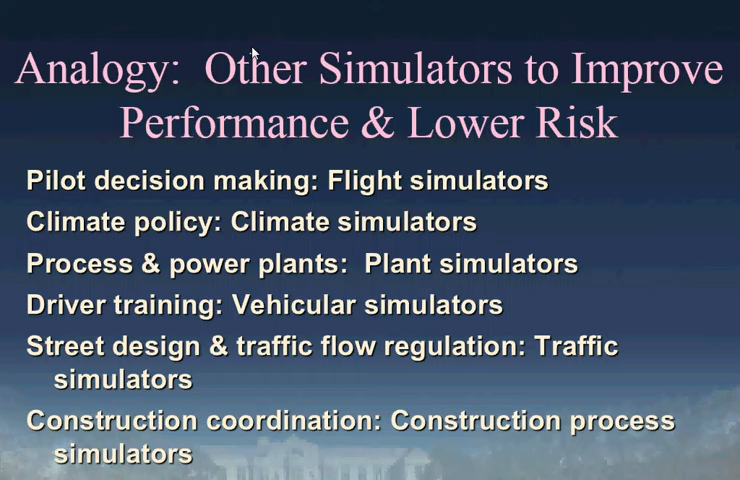 Analogy:  Other Simulators to Improve
Performance & Lower Risk
Pilot decision making: Flight simulators
Climate policy: Climate simulators
Process & power plants:  Plant simulators
Driver training: Vehicular simulators
Street design & traffic flow regulation: Traffic
simulators
Construction coordination: Construction process
simulators